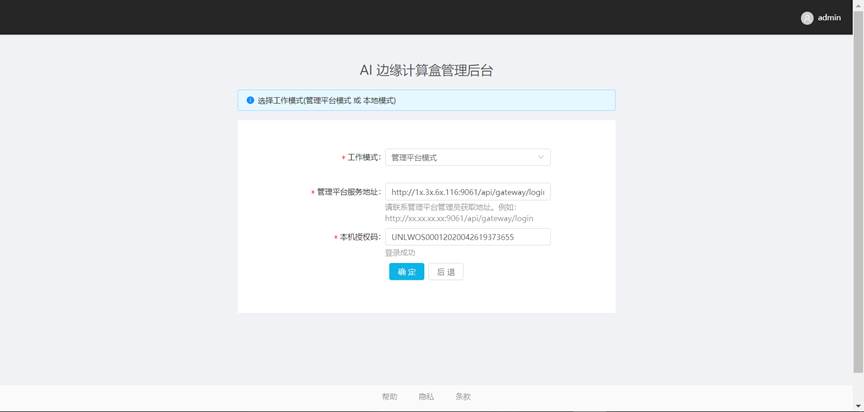 admin
AI 边缘计算盒管理后台
选择工作模式(管理平台模式 或 本地模式)
* 工作模式: 管理平台模式
* 管理平台服务地址: http://1x.3x.6x.116:9061/api/gateway/login
请联系管理平台管理员获取地址。例如:
http://xx.xx.xx.xx:9061/api/gateway/login
* 本机授权码: UNLWOS00012020042619373655
登录成功
确 定 后 退
帮助 隐私 条款